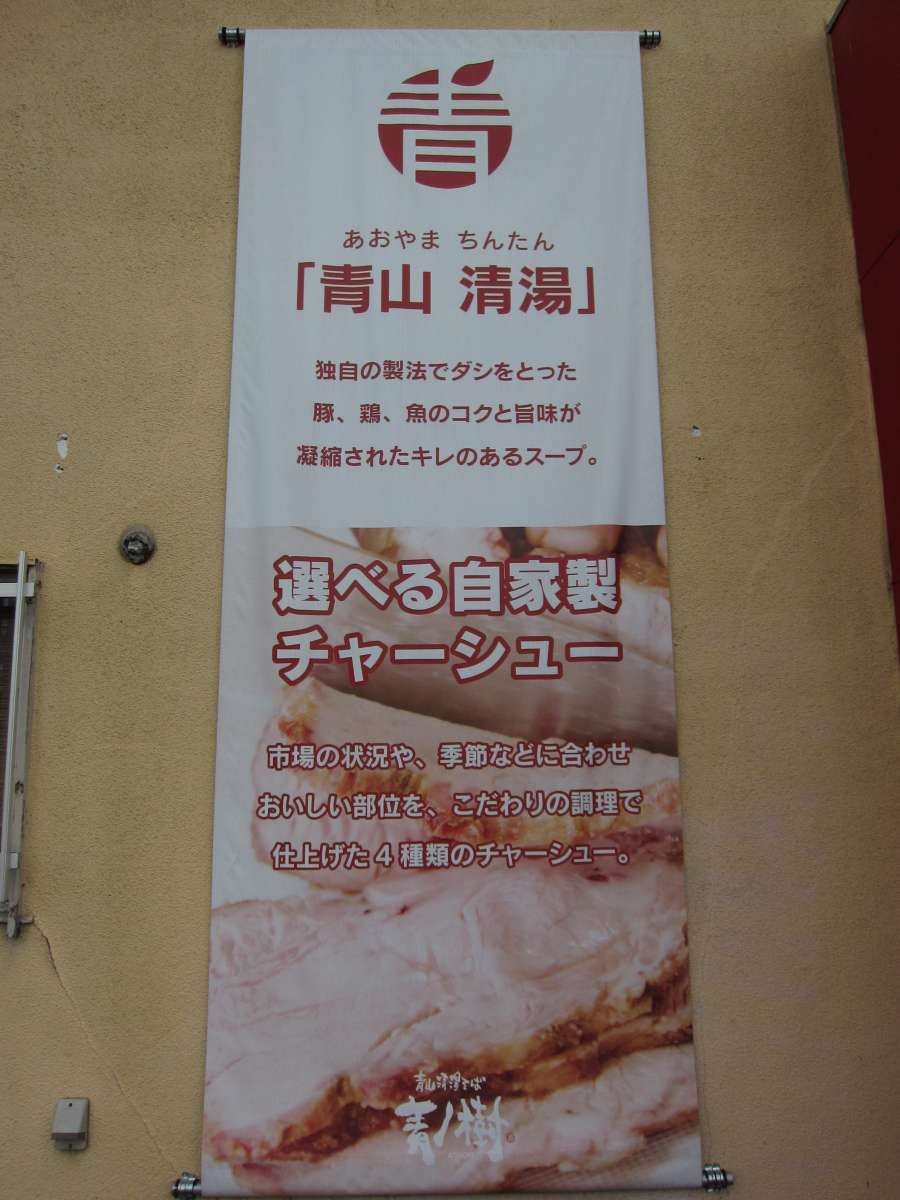 青
あおやま ちんたん
「青山 清湯」
独自の製法でダシをとった
豚、鶏、魚のコクと旨味が
凝縮されたキレのあるスープ。
選べる自家製
チャーシュー
市場の状況や、季節などに合わせ
おいしい部位を、こだわりの調理で
仕上げた4種類のチャーシュー。
青山清湯そば
青ノ樹